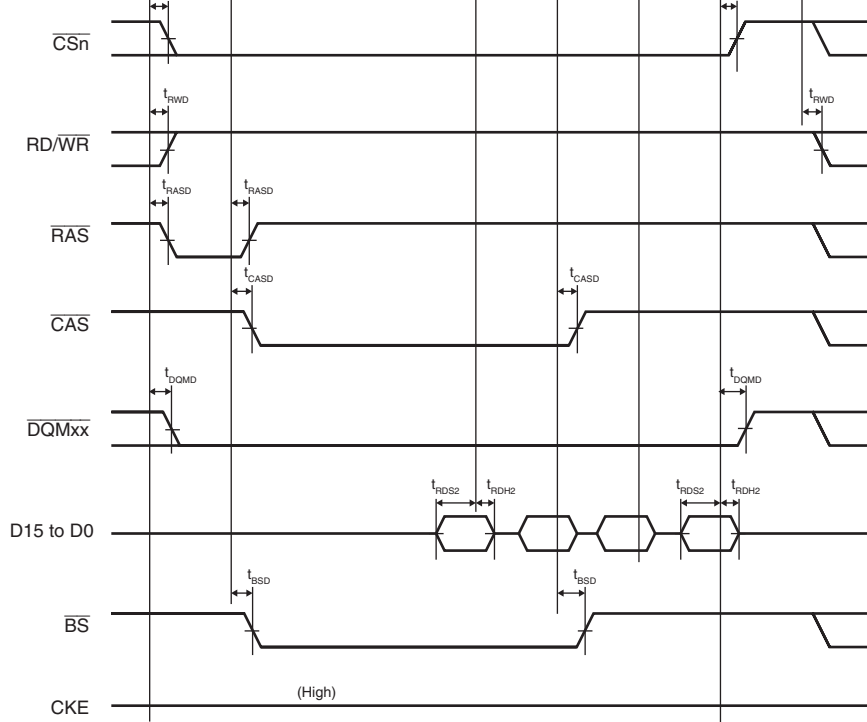 CSn
tRWD tRWD
RD/WR
tRASD tRASD
RAS
tCASD tCASD
CAS
tDQMD tDQMD
DQMxx
tRDS2 tRDH2 tRDS2 tRDH2
D15 to D0
tBSD tBSD
BS
(High)
CKE